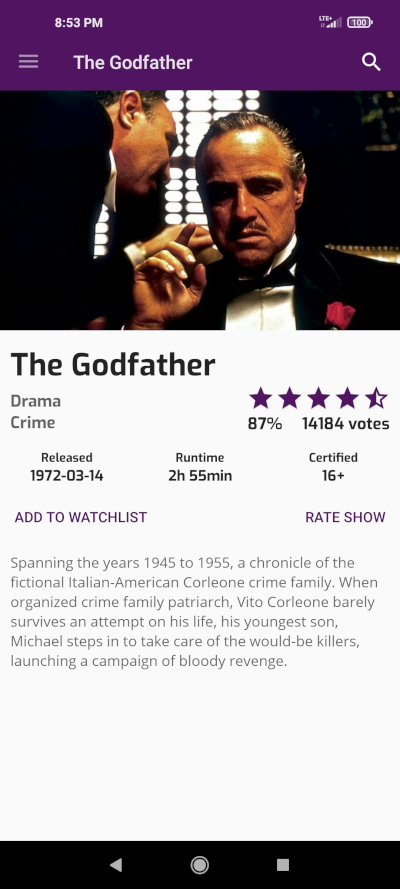 8:53 PM
LTE+
100
The Godfather
The Godfather
Drama
Crime
87% 14184 votes
Released Runtime Certified
1972-03-14 2h 55min 16+
ADD TO WATCHLIST RATE SHOW
Spanning the years 1945 to 1955, a chronicle of the
fictional Italian-American Corleone crime family. When
organized crime family patriarch, Vito Corleone barely
survives an attempt on his life, his youngest son,
Michael steps in to take care of the would-be killers,
launching a campaign of bloody revenge.